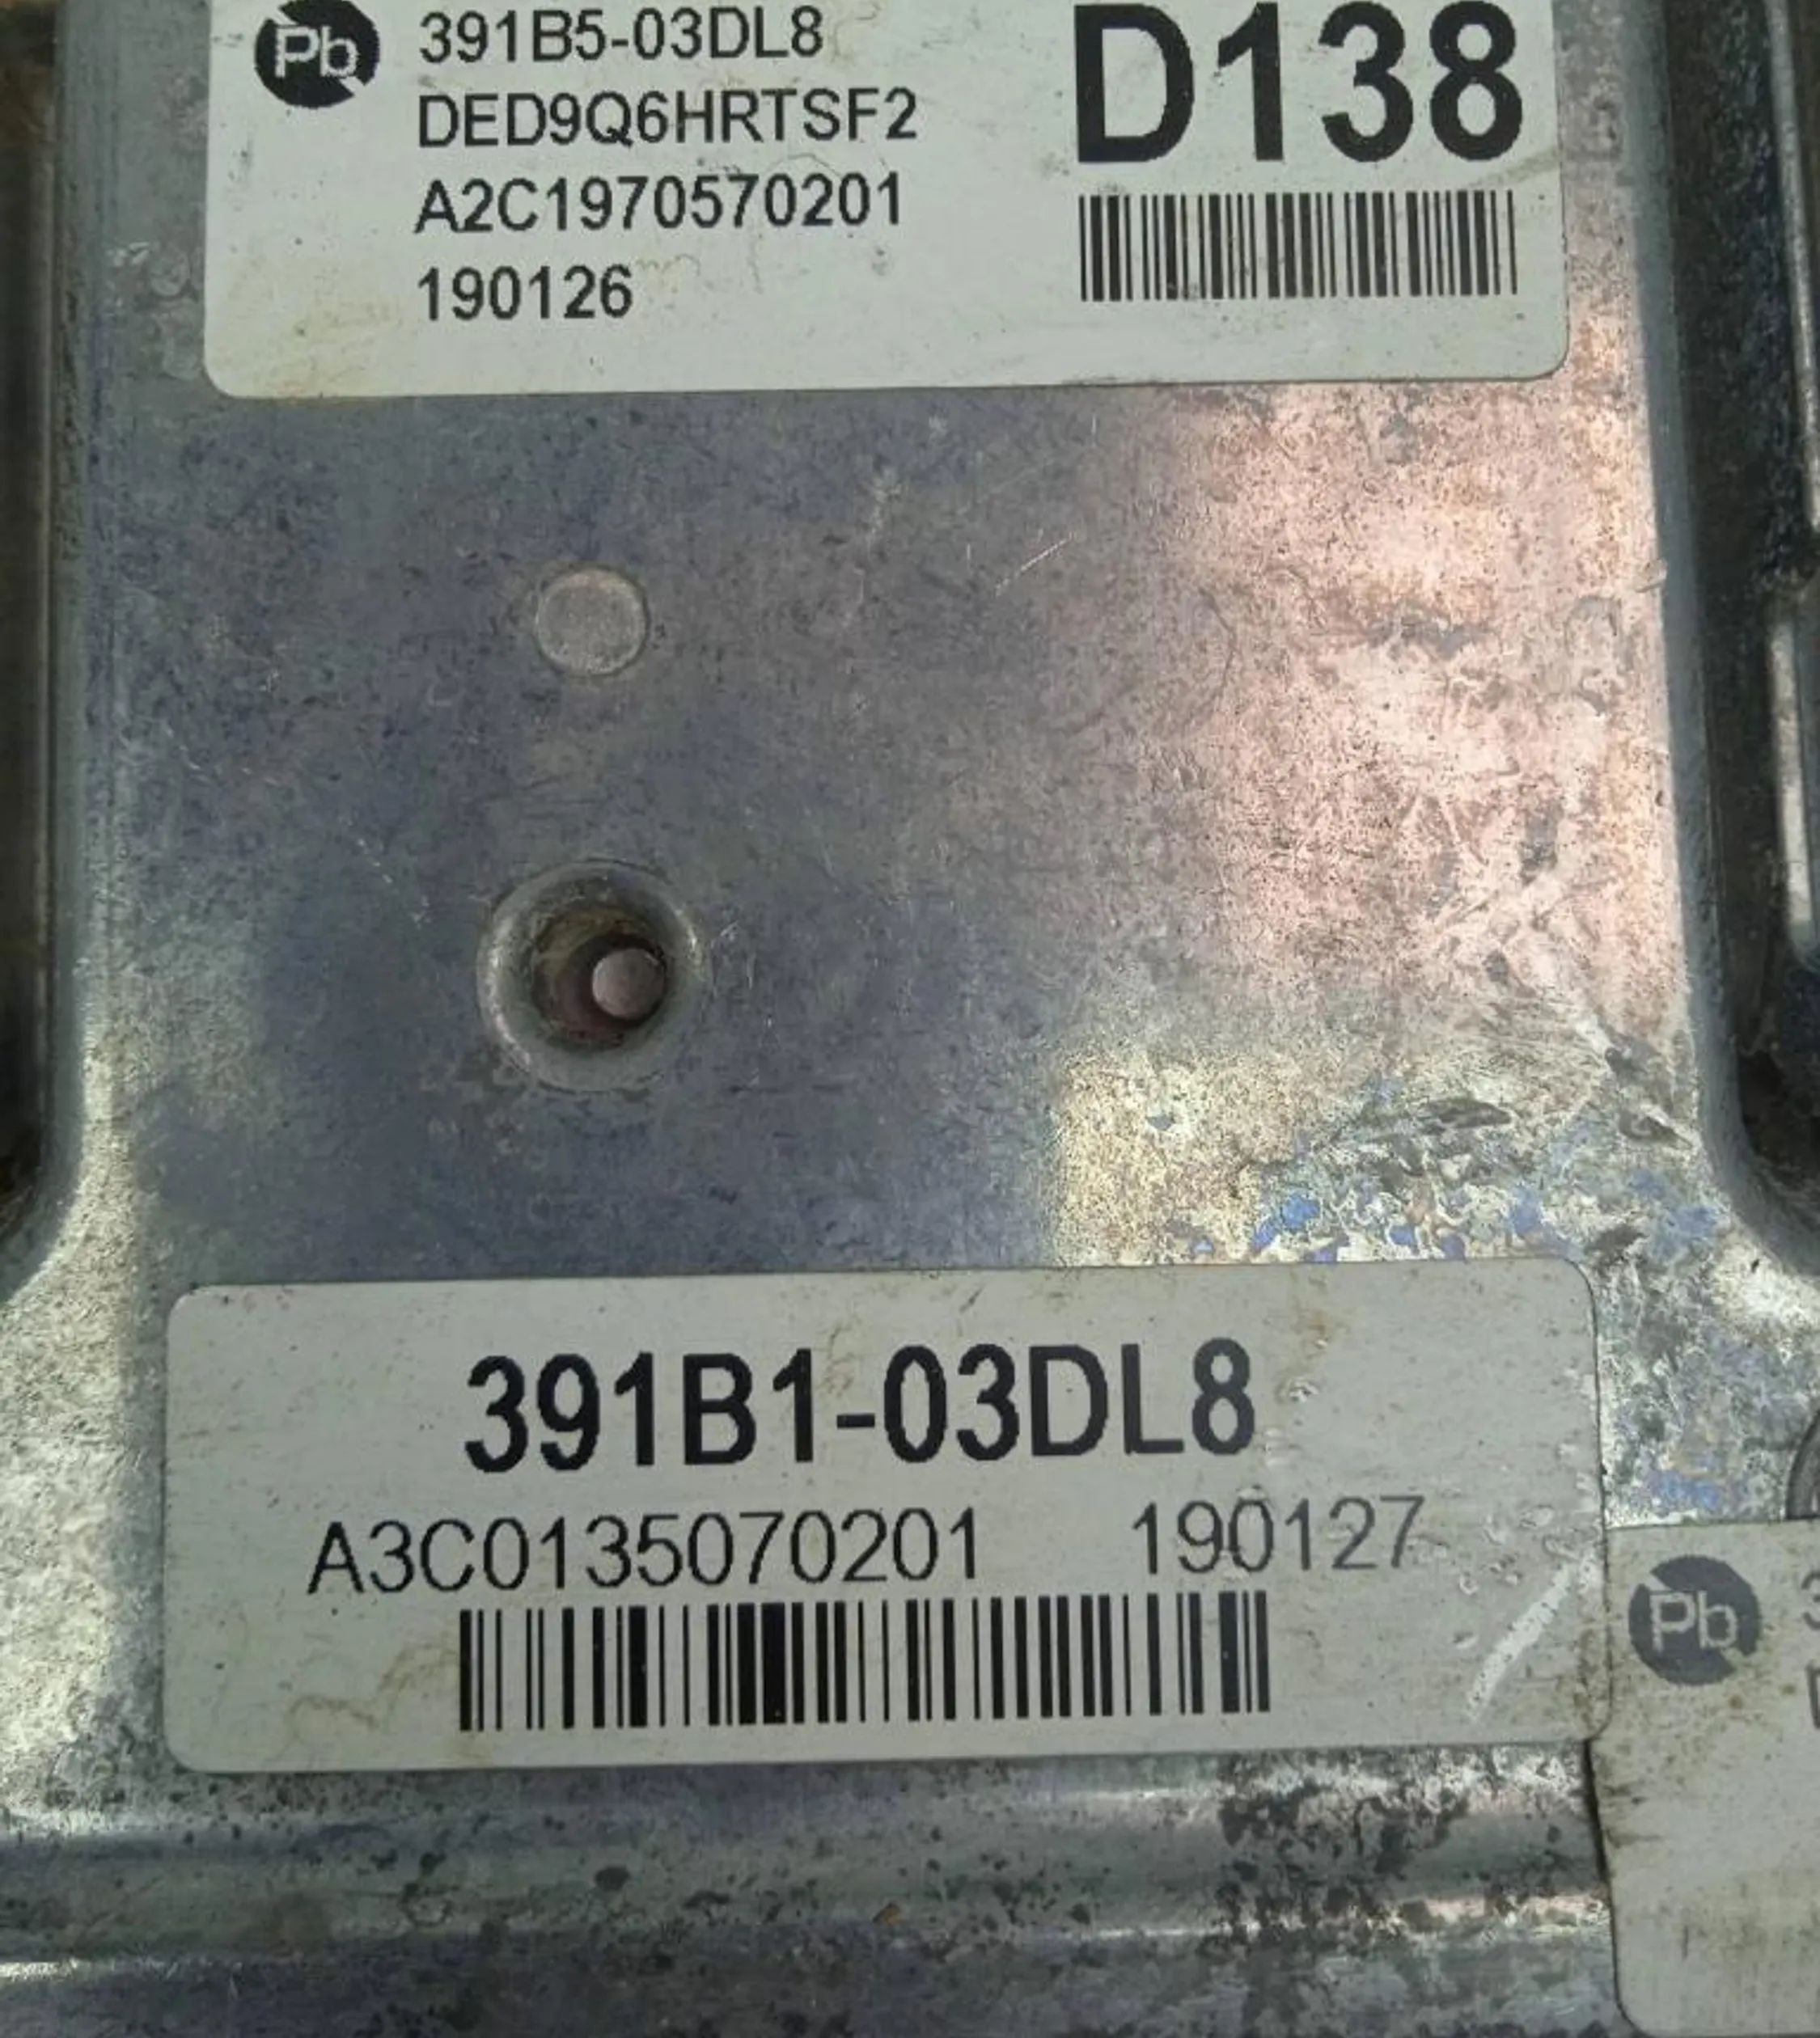 Pb
391B5-03DL8
DED9Q6HRTSF2
A2C1970570201
190126
D138
391B1-03DL8
A3C0135070201 190127
Pb